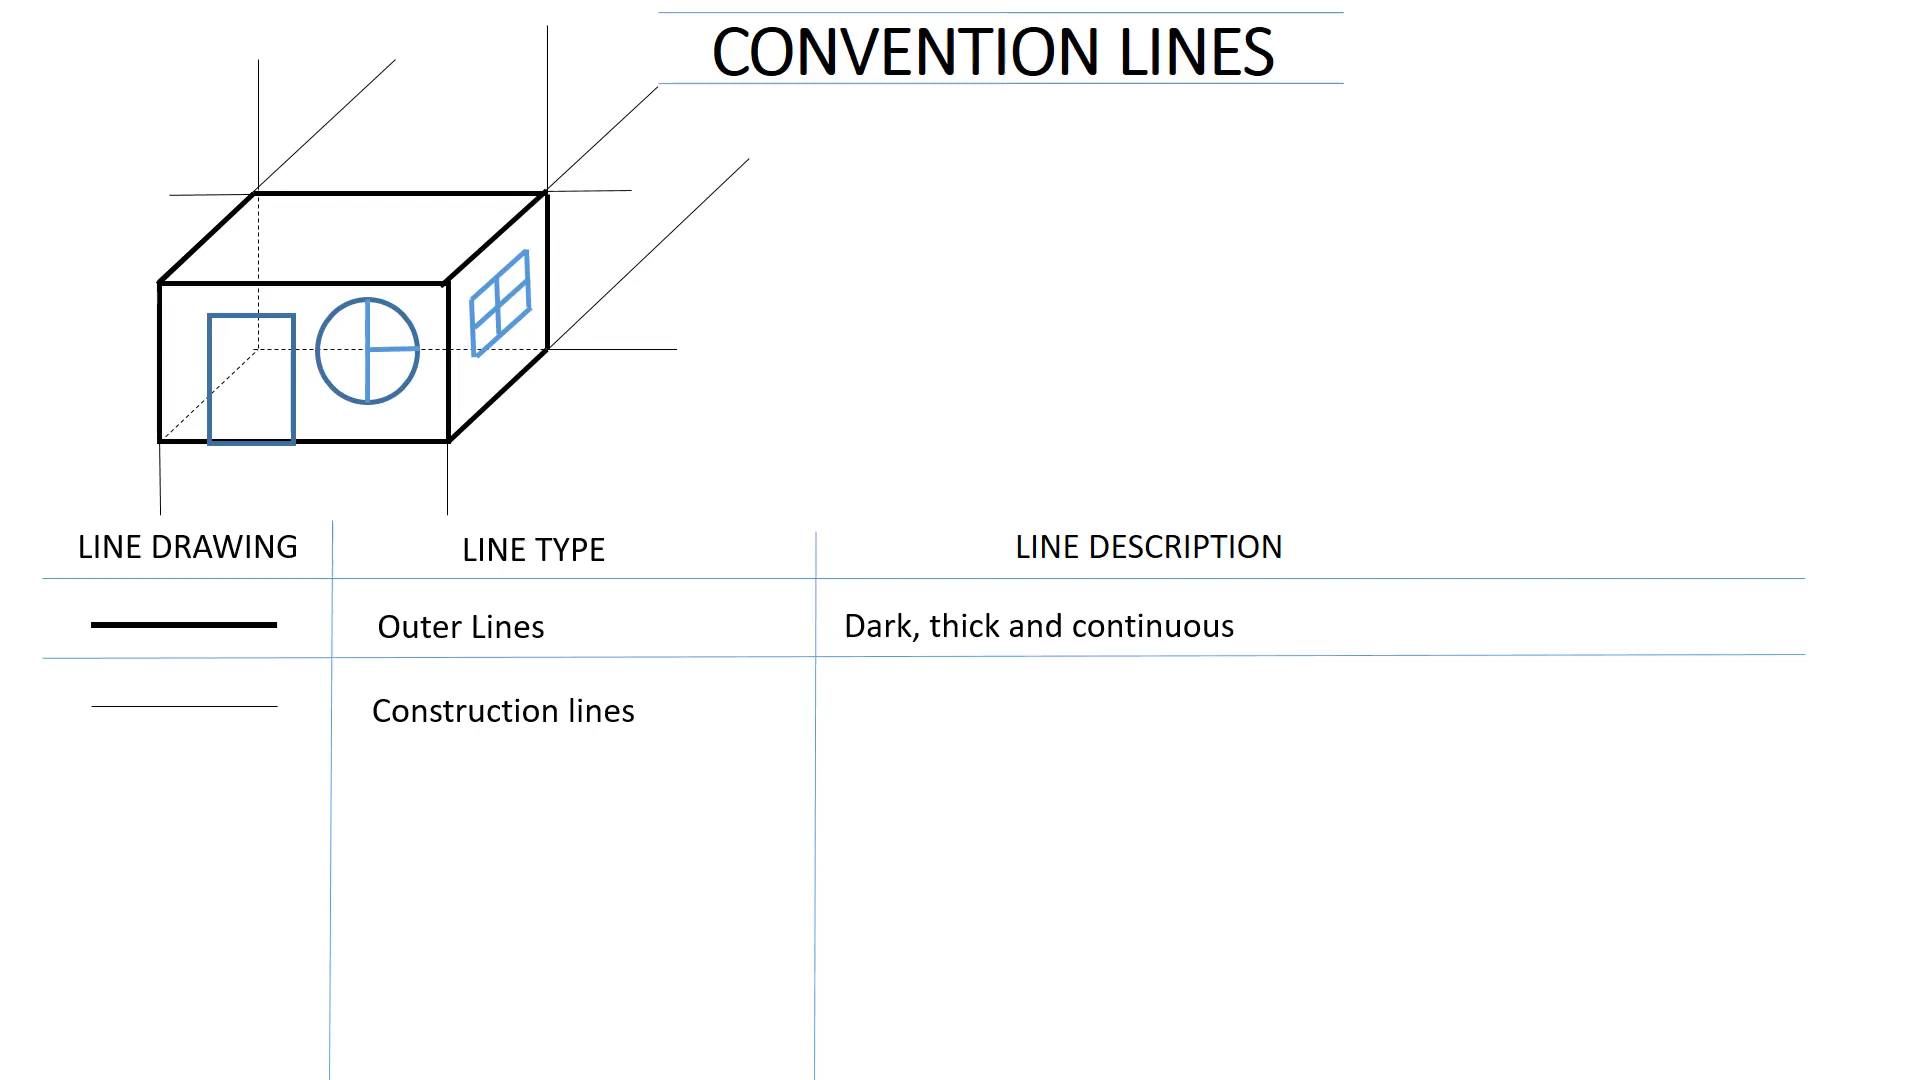 CONVENTION LINES
LINE DRAWING
LINE TYPE
LINE DESCRIPTION
Outer Lines
Dark, thick and continuous
Construction lines